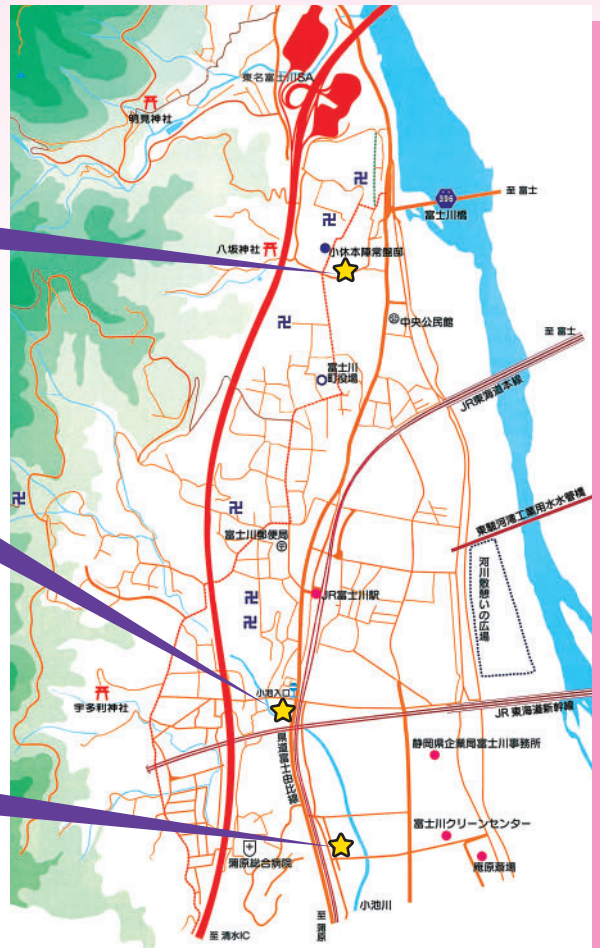 東名富士川SA
明見神社
至 富士
396
富士川橋
八坂神社
小休本陣常盤邸
中央公民館
至 富士
富士川
町役場
JR東海道本線
東駿河湾工業用水水管橋
富士川郵便局
河川敷憩いの広場
JR富士川駅
小池入口
宇多利神社
JR 東海道新幹線
県道富士由比線
静岡県企業局富士川事務所
富士川クリーンセンター
蒲原総合病院
庵原斎場
小池川
至 蒲原
至 清水IC